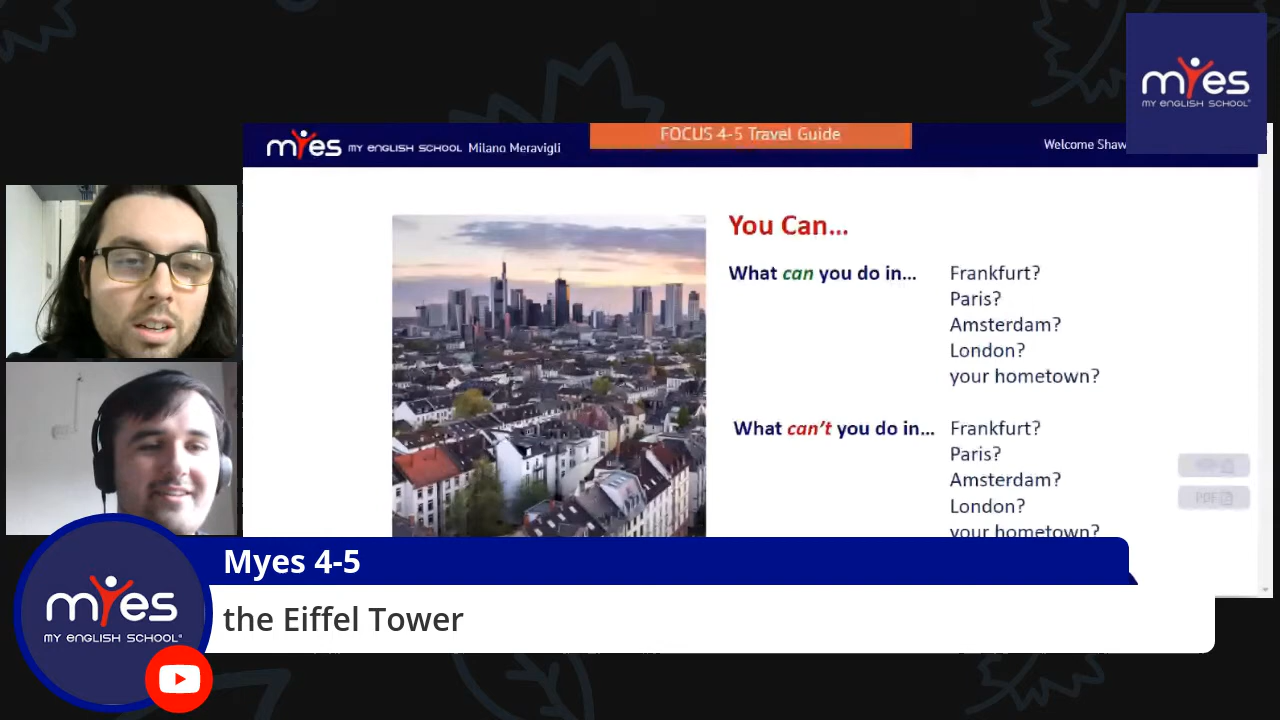 myes
MY ENGLISH SCHOOL®
myes MY ENGLISH SCHOOL Milano Meravigli
FOCUS 4-5 Travel Guide
Welcome Shaw
You Can...
What can you do in...
Frankfurt?
Paris?
Amsterdam?
London?
your hometown?
What can't you do in...
Frankfurt?
Paris?
Amsterdam?
London?
your hometown?
PDF
Myes 4-5
the Eiffel Tower
myes
MY ENGLISH SCHOOL®